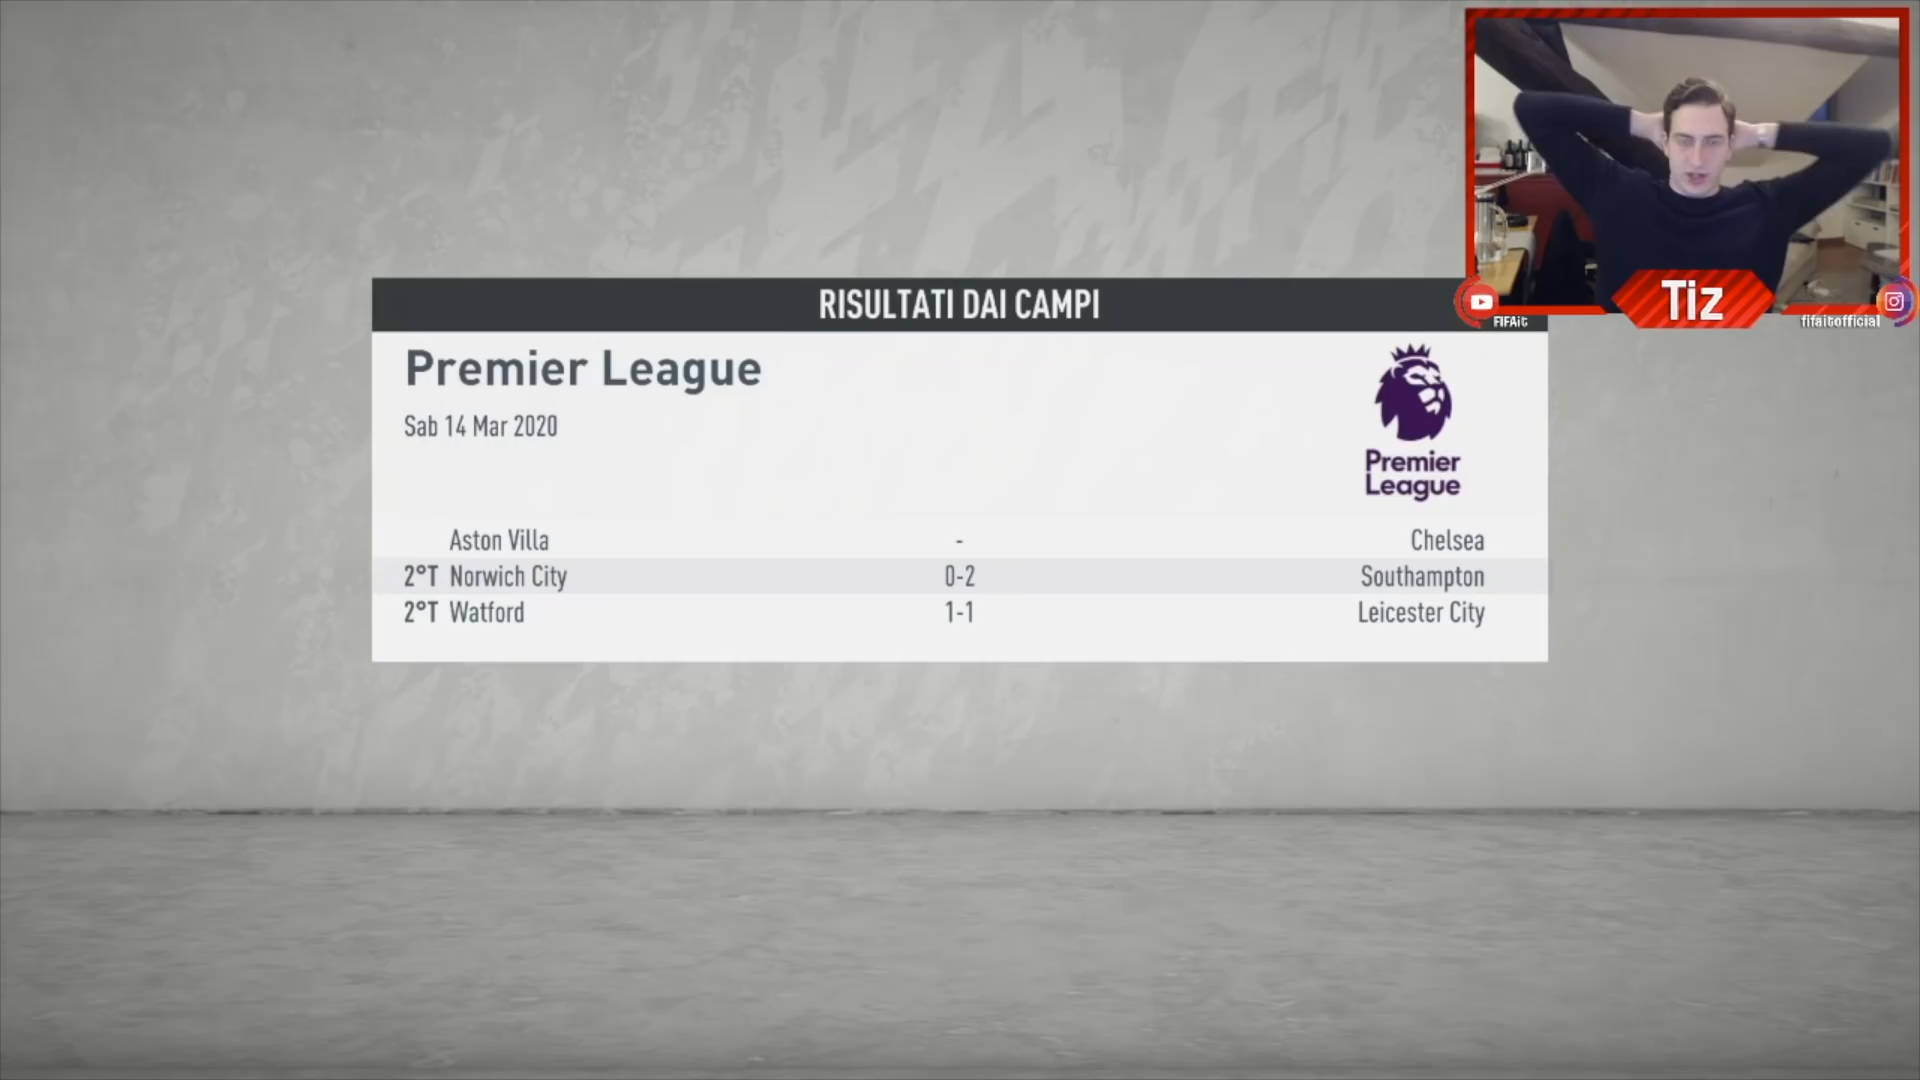 RISULTATI DAI CAMPI
Tiz
FIFAit
fifaitofficial
Premier League
Sab 14 Mar 2020
Premier
League
Aston Villa - Chelsea
2°T Norwich City 0-2 Southampton
2°T Watford 1-1 Leicester City